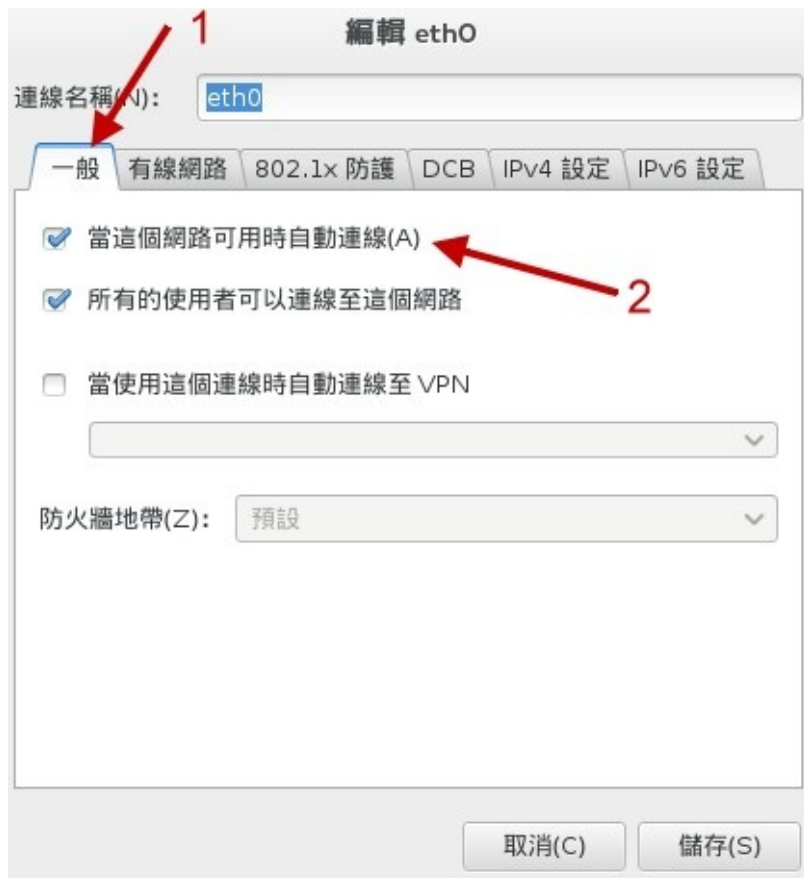 1
編輯 eth0
連線名稱(N): eth0
一般 有線網路 802.1x 防護 DCB IPv4 設定 IPv6 設定
當這個網路可用時自動連線(A)
所有的使用者可以連線至這個網路
2
當使用這個連線時自動連線至 VPN
防火牆地帶(Z): 預設
取消(C) 儲存(S)